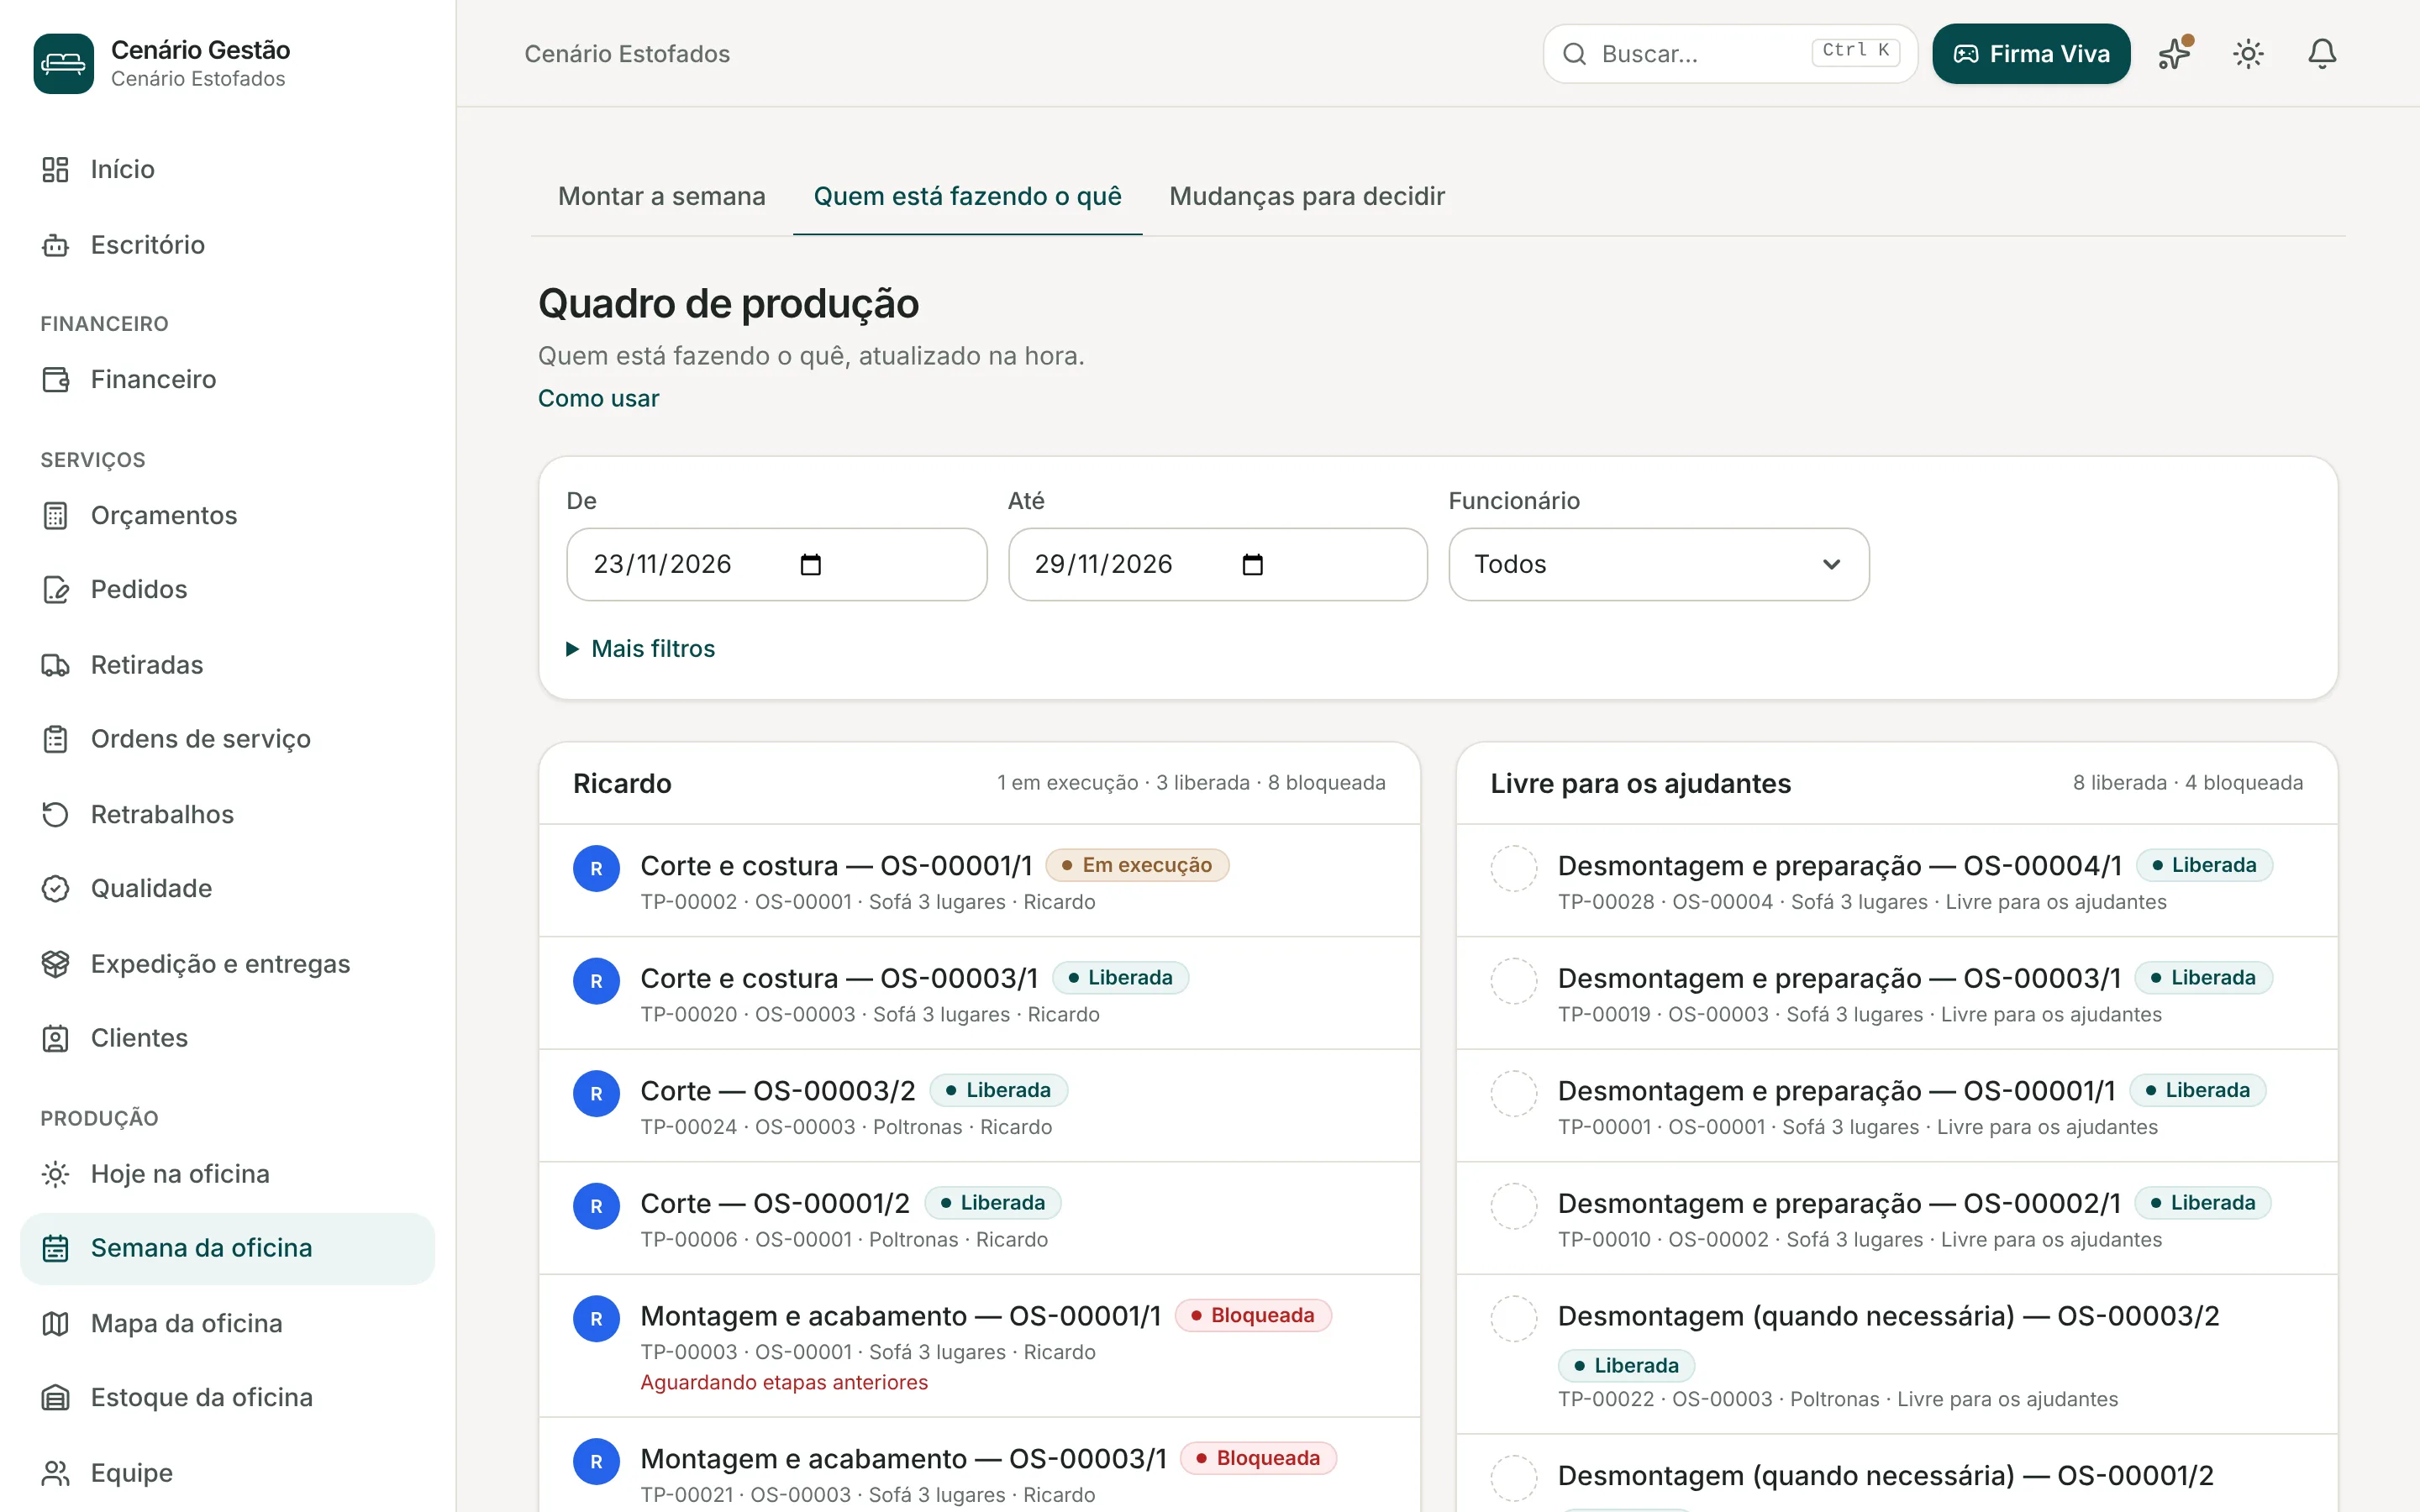 Cenário Gestão
Cenário Estofados
Início
Escritório
FINANCEIRO
Financeiro
SERVIÇOS
Orçamentos
Pedidos
Retiradas
Ordens de serviço
Retrabalhos
Qualidade
Expedição e entregas
Clientes
PRODUÇÃO
Hoje na oficina
Semana da oficina
Mapa da oficina
Estoque da oficina
Equipe
Cenário Estofados
Buscar... Ctrl K
Firma Viva
Montar a semana
Quem está fazendo o quê
Mudanças para decidir
Quadro de produção
Quem está fazendo o quê, atualizado na hora.
Como usar
De
23/11/2026
Até
29/11/2026
Funcionário
Todos
Mais filtros
Ricardo
1 em execução · 3 liberada · 8 bloqueada
R
Corte e costura — OS-00001/1 Em execução
TP-00002 · OS-00001 · Sofá 3 lugares · Ricardo
R
Corte e costura — OS-00003/1 Liberada
TP-00020 · OS-00003 · Sofá 3 lugares · Ricardo
R
Corte — OS-00003/2 Liberada
TP-00024 · OS-00003 · Poltronas · Ricardo
R
Corte — OS-00001/2 Liberada
TP-00006 · OS-00001 · Poltronas · Ricardo
R
Montagem e acabamento — OS-00001/1 Bloqueada
TP-00003 · OS-00001 · Sofá 3 lugares · Ricardo
Aguardando etapas anteriores
R
Montagem e acabamento — OS-00003/1 Bloqueada
TP-00021 · OS-00003 · Sofá 3 lugares · Ricardo
Livre para os ajudantes
8 liberada · 4 bloqueada
Desmontagem e preparação — OS-00004/1 Liberada
TP-00028 · OS-00004 · Sofá 3 lugares · Livre para os ajudantes
Desmontagem e preparação — OS-00003/1 Liberada
TP-00019 · OS-00003 · Sofá 3 lugares · Livre para os ajudantes
Desmontagem e preparação — OS-00001/1 Liberada
TP-00001 · OS-00001 · Sofá 3 lugares · Livre para os ajudantes
Desmontagem e preparação — OS-00002/1 Liberada
TP-00010 · OS-00002 · Sofá 3 lugares · Livre para os ajudantes
Desmontagem (quando necessária) — OS-00003/2
Liberada
TP-00022 · OS-00003 · Poltronas · Livre para os ajudantes
Desmontagem (quando necessária) — OS-00001/2